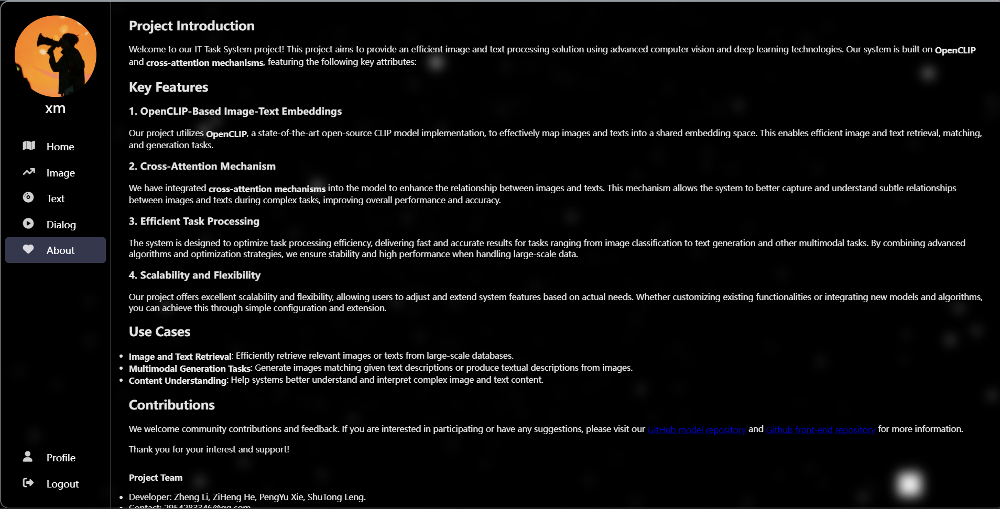 xm
Home
Image
Text
Dialog
About
Profile
Logout
Project Introduction
Welcome to our IT Task System project! This project aims to provide an efficient image and text processing solution using advanced computer vision and deep learning technologies. Our system is built on OpenCLIP
and cross-attention mechanisms, featuring the following key attributes:
Key Features
1. OpenCLIP-Based Image-Text Embeddings
Our project utilizes OpenCLIP, a state-of-the-art open-source CLIP model implementation, to effectively map images and texts into a shared embedding space. This enables efficient image and text retrieval, matching,
and generation tasks.
2. Cross-Attention Mechanism
We have integrated cross-attention mechanisms into the model to enhance the relationship between images and texts. This mechanism allows the system to better capture and understand subtle relationships
between images and texts during complex tasks, improving overall performance and accuracy.
3. Efficient Task Processing
The system is designed to optimize task processing efficiency, delivering fast and accurate results for tasks ranging from image classification to text generation and other multimodal tasks. By combining advanced
algorithms and optimization strategies, we ensure stability and high performance when handling large-scale data.
4. Scalability and Flexibility
Our project offers excellent scalability and flexibility, allowing users to adjust and extend system features based on actual needs. Whether customizing existing functionalities or integrating new models and algorithms,
you can achieve this through simple configuration and extension.
Use Cases
• Image and Text Retrieval: Efficiently retrieve relevant images or texts from large-scale databases.
• Multimodal Generation Tasks: Generate images matching given text descriptions or produce textual descriptions from images.
• Content Understanding: Help systems better understand and interpret complex image and text content.
Contributions
We welcome community contributions and feedback. If you are interested in participating or have any suggestions, please visit our GitHub model repository and Github front-end repository for more information.
Thank you for your interest and support!
Project Team
• Developer: Zheng Li, ZiHeng He, PengYu Xie, ShuTong Leng.
• Contact: 2954283346@qq.com